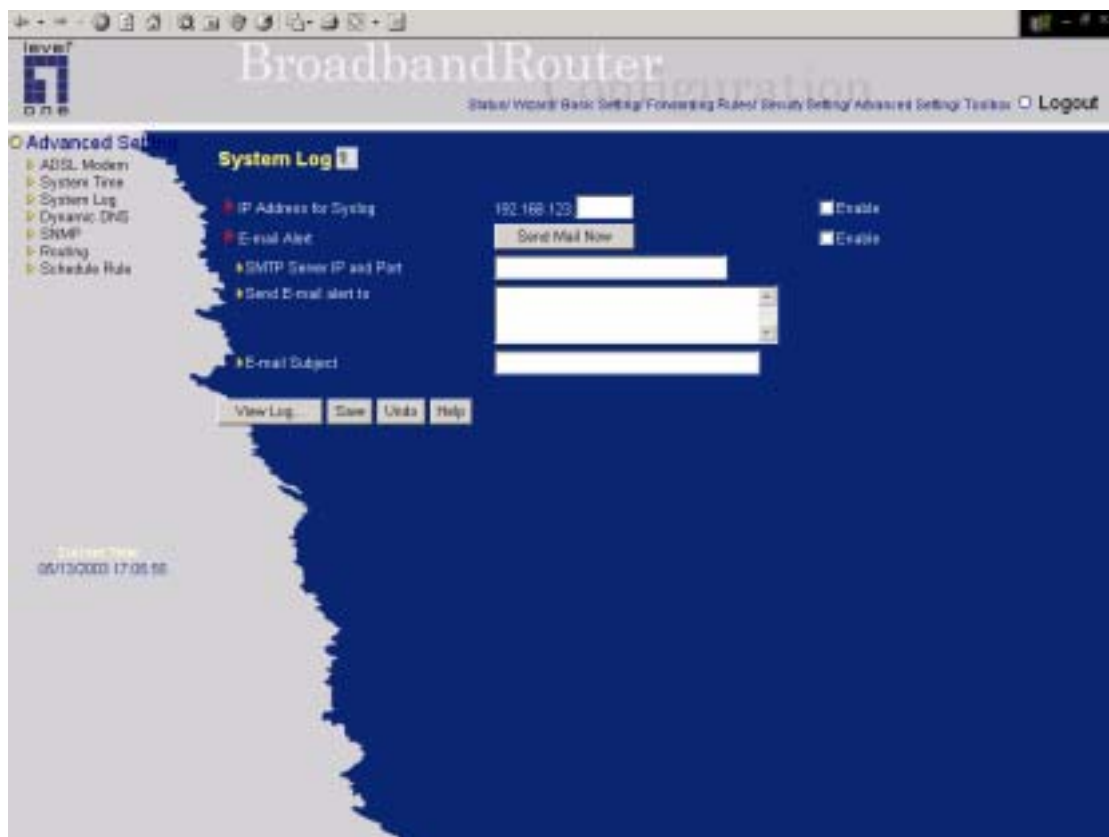 level
one
BroadbandRouter
Configuration
Status/ Wizard/ Basic Setting/ Forwarding Rules/ Security Setting/ Advanced Setting/ Toolbox Logout
Advanced Setting
ADSL Modem
System Time
System Log
Dynamic DNS
SNMP
Routing
Schedule Rule
System Log ?
IP Address for Syslog 192.168.123. Enable
E-mail Alert Send Mail Now Enable
SMTP Server IP and Port
Send E-mail alert to
E-mail Subject
View Log... Save Undo Help
Current Time